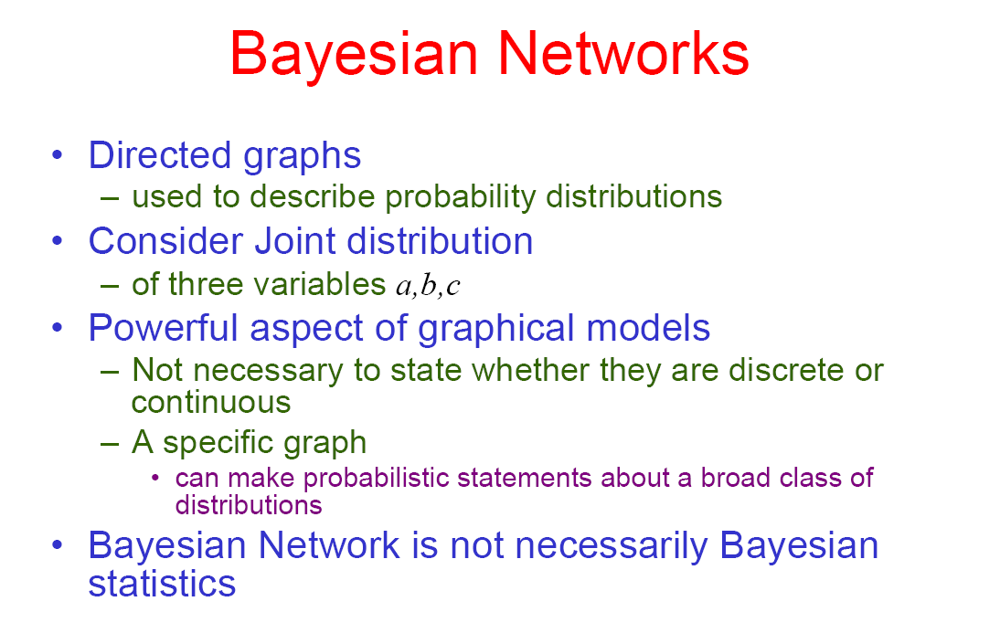 Bayesian Networks
• Directed graphs
– used to describe probability distributions
• Consider Joint distribution
– of three variables a,b,c
• Powerful aspect of graphical models
– Not necessary to state whether they are discrete or
continuous
– A specific graph
• can make probabilistic statements about a broad class of
distributions
• Bayesian Network is not necessarily Bayesian
statistics